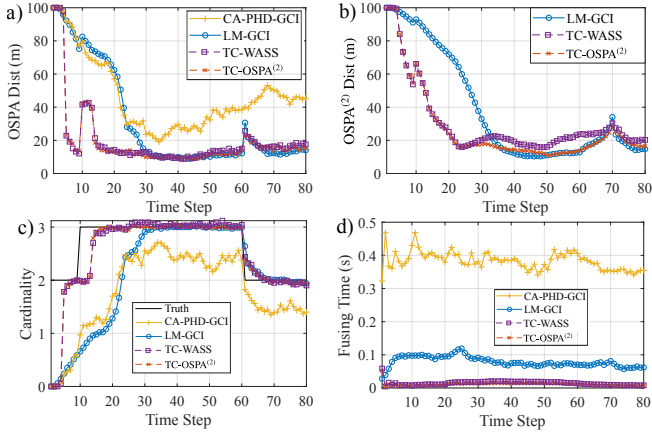 a)
OSPA Dist (m)
100
80
60
40
20
0
10 20 30 40 50 60 70 80
Time Step
CA-PHD-GCI
LM-GCI
TC-WASS
TC-OSPA(2)
b)
OSPA(2) Dist (m)
100
80
60
40
20
0
0 10 20 30 40 50 60 70 80
Time Step
LM-GCI
TC-WASS
TC-OSPA(2)
c)
Cardinality
3
2
1
0
10 20 30 40 50 60 70 80
Time Step
Truth
CA-PHD-GCI
LM-GCI
TC-WASS
TC-OSPA(2)
d)
Fusing Time (s)
0.5
0.4
0.3
0.2
0.1
0
0 10 20 30 40 50 60 70 80
Time Step
CA-PHD-GCI
LM-GCI
TC-WASS
TC-OSPA(2)